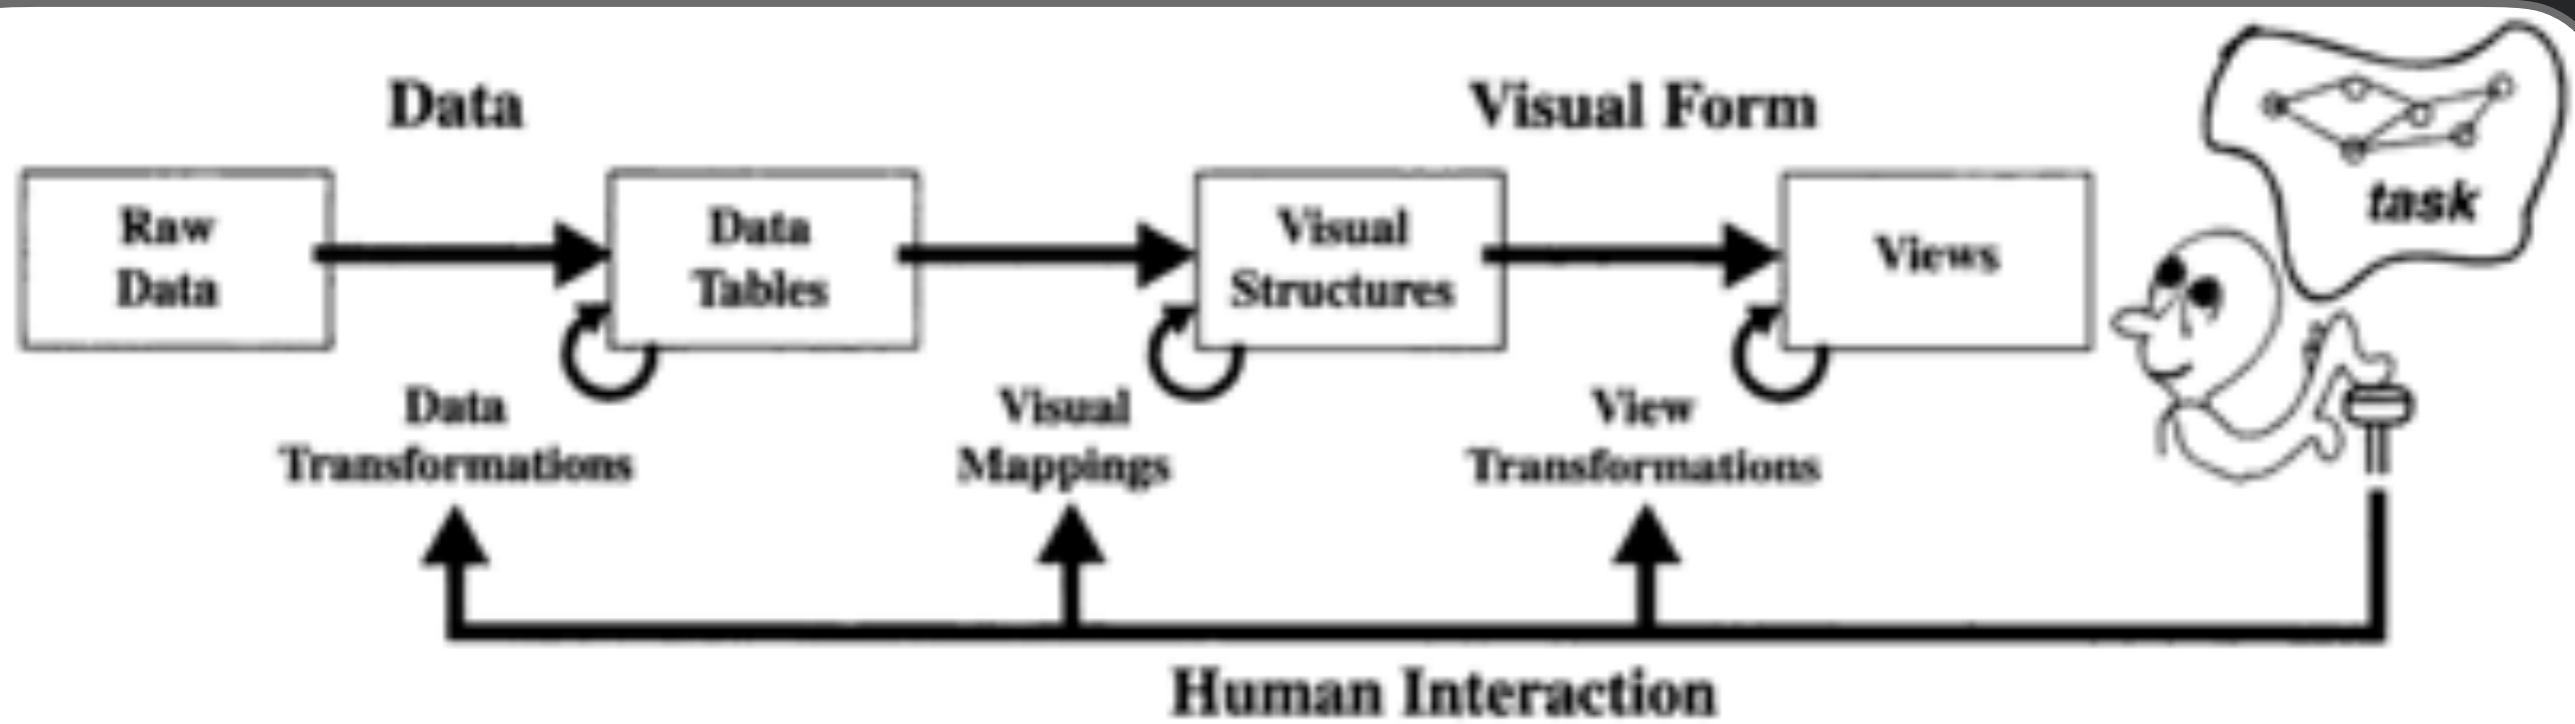 Data
Visual Form
task
Raw
Data
Data
Tables
Visual
Structures
Views
Data
Transformations
Visual
Mappings
View
Transformations
Human Interaction